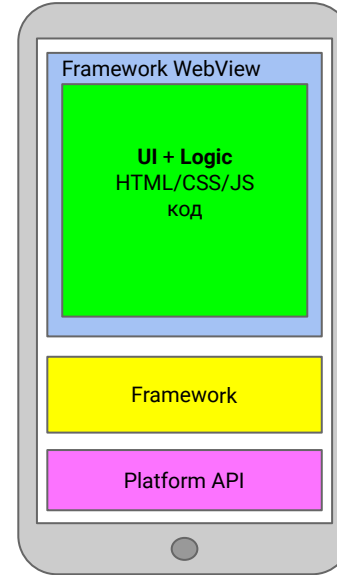 Framework WebView
UI + Logic
HTML/CSS/JS
код
Framework
Platform API